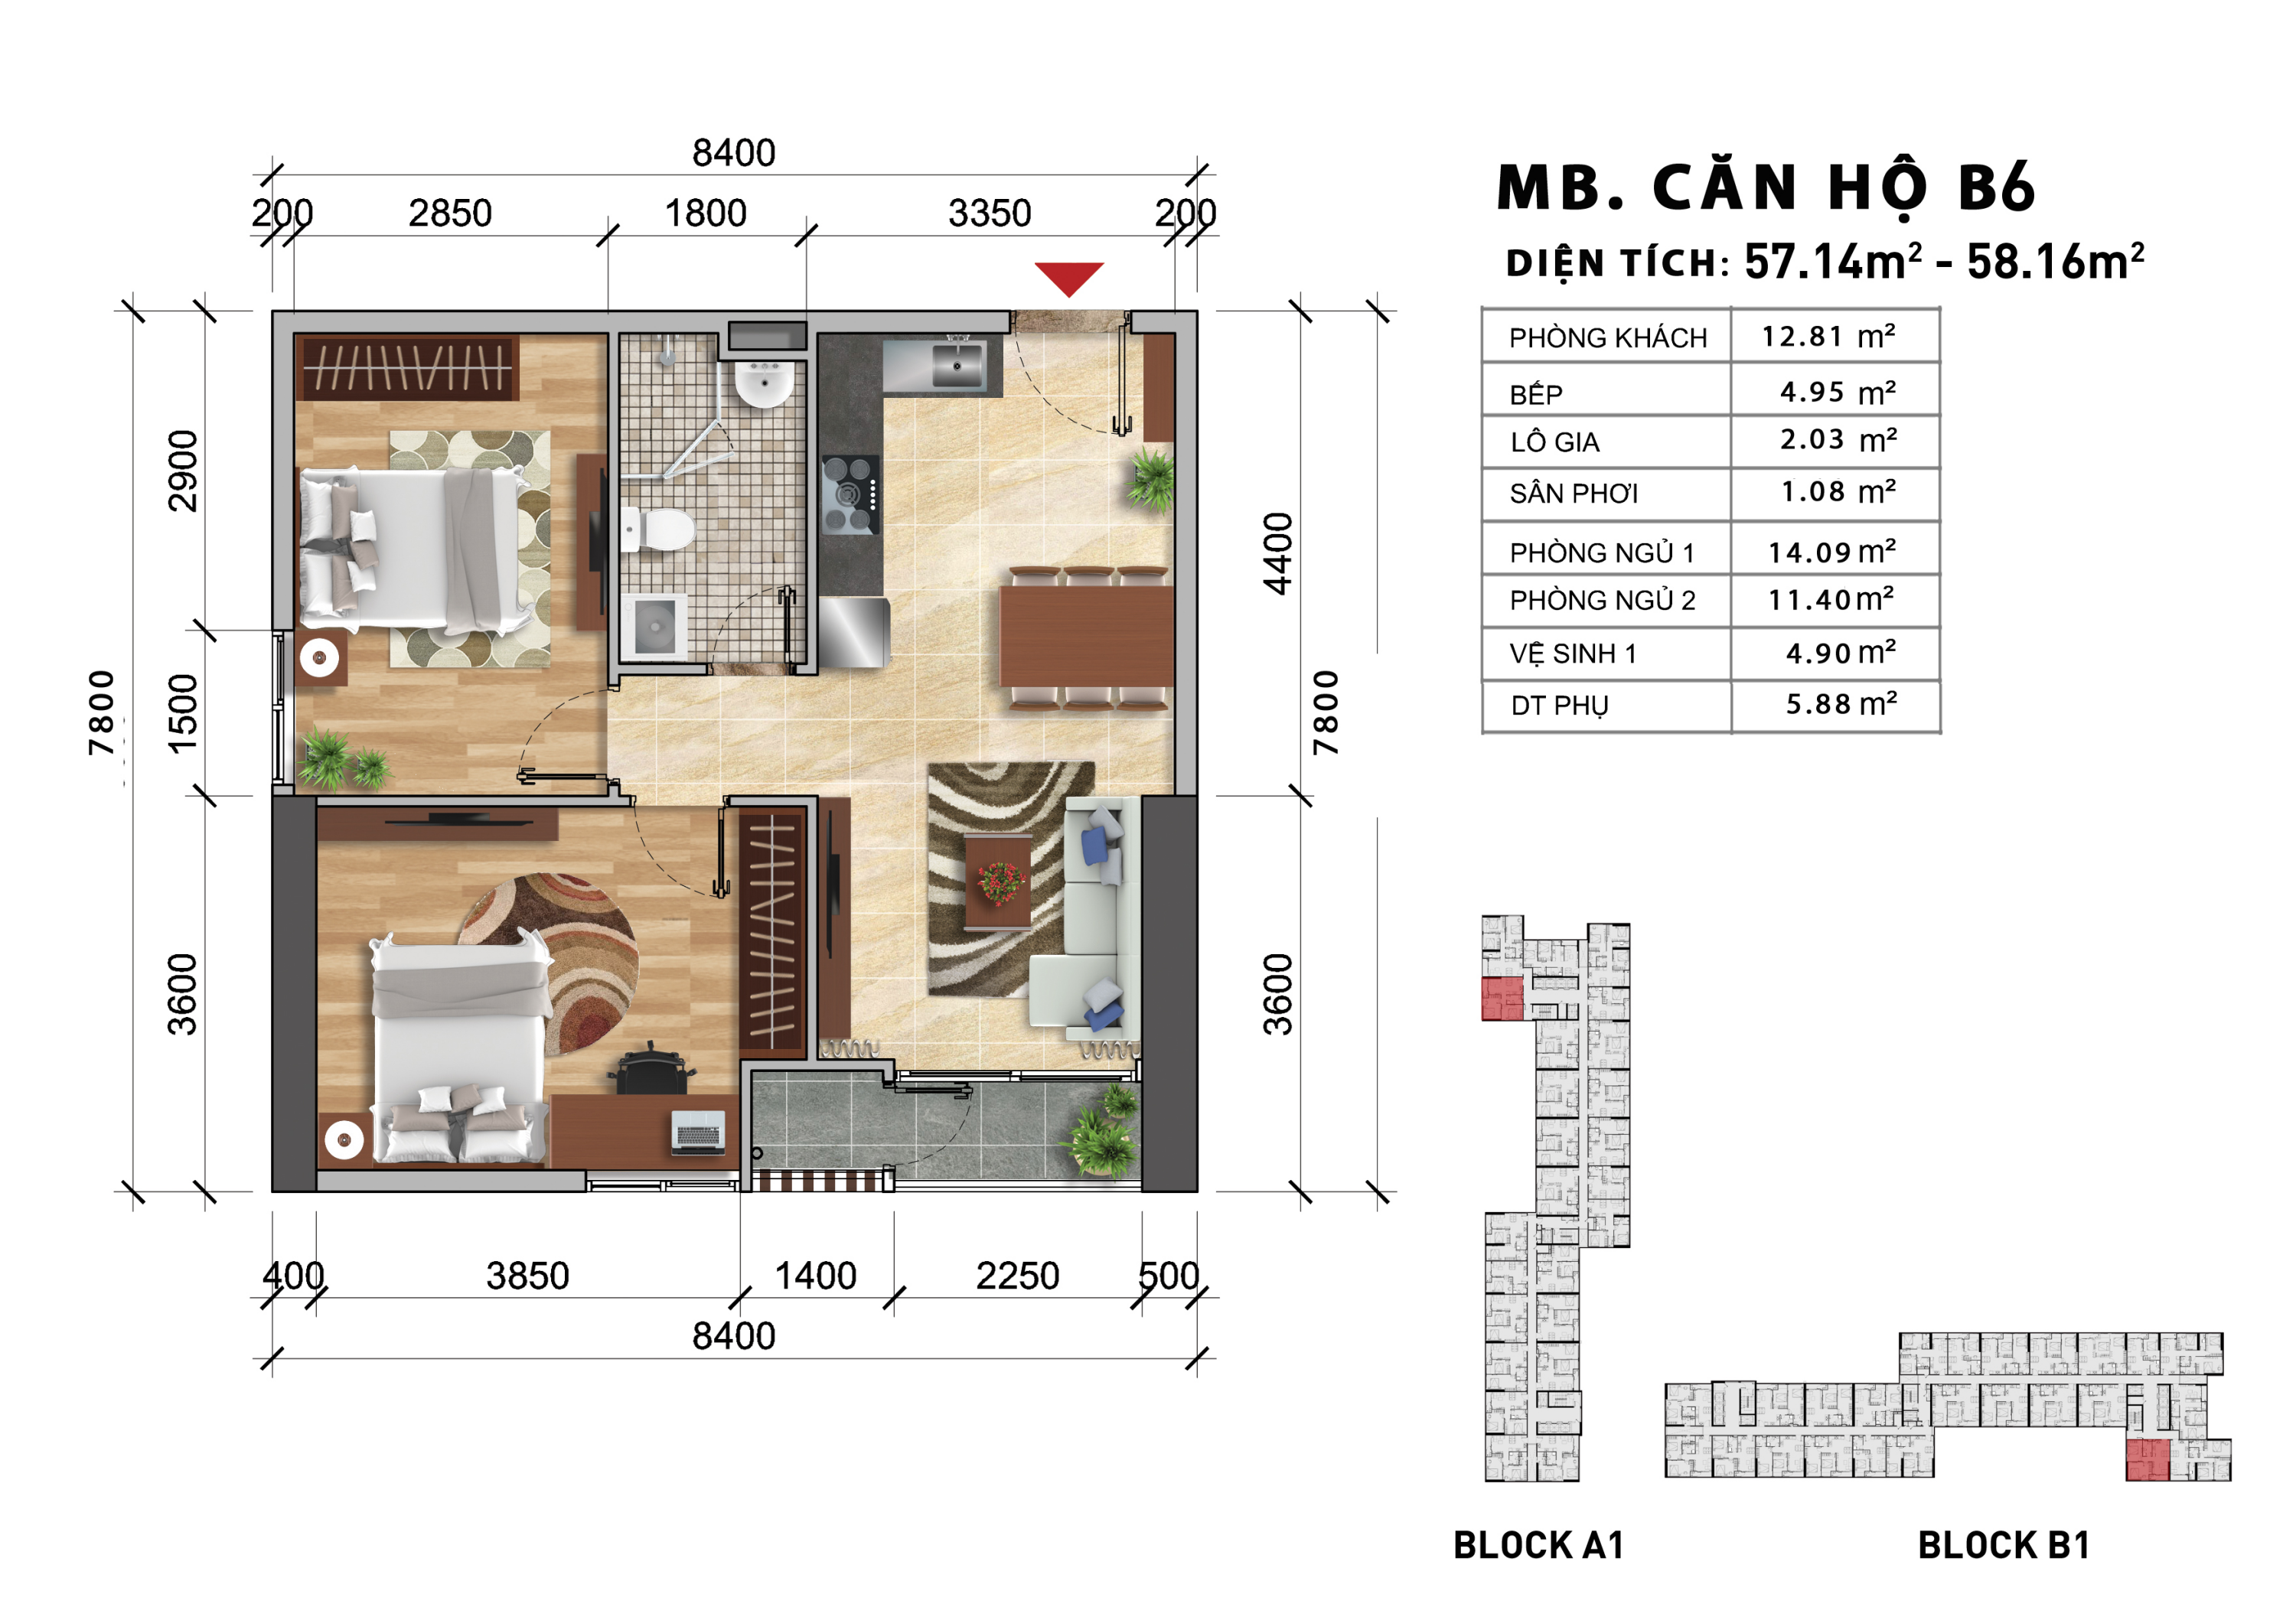 8400
200 2850 1800 3350 200
7800
2900
1500
3600
4400
3600
7800
400 3850 1400 2250 500
8400
MB. CĂN HỘ B6
DIỆN TÍCH: 57.14m² - 58.16m²
PHÒNG KHÁCH 12.81 m²
BẾP 4.95 m²
LÔ GIA 2.03 m²
SÂN PHƠI 1.08 m²
PHÒNG NGỦ 1 14.09 m²
PHÒNG NGỦ 2 11.40 m²
VỆ SINH 1 4.90 m²
DT PHỤ 5.88 m²
BLOCK A1
BLOCK B1